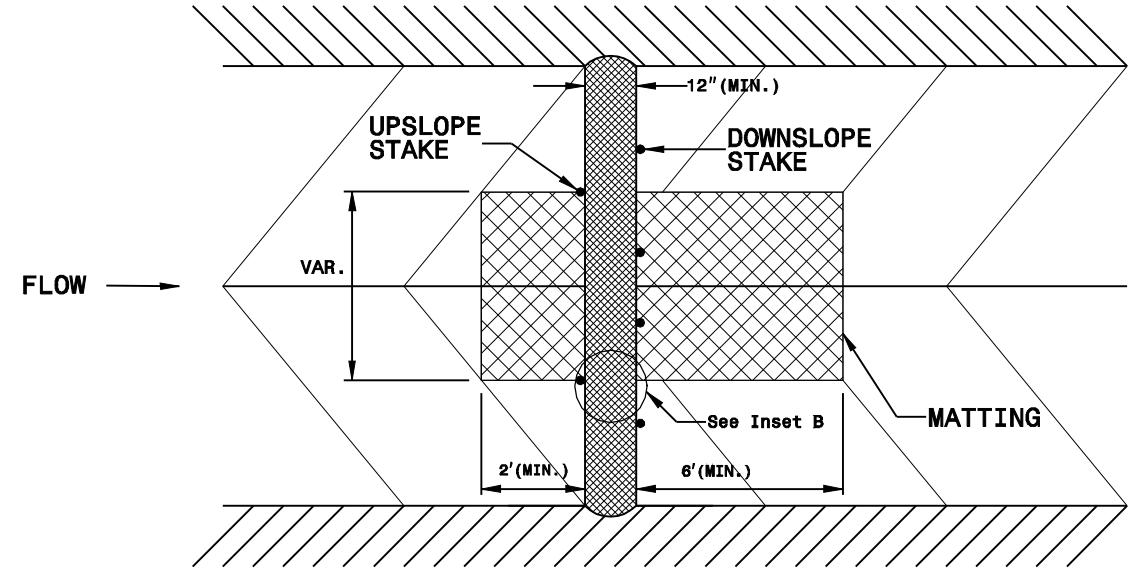 12"(MIN.)
UPSLOPE
STAKE
DOWNSLOPE
STAKE
VAR.
FLOW
See Inset B
MATTING
2'(MIN.)
6'(MIN.)